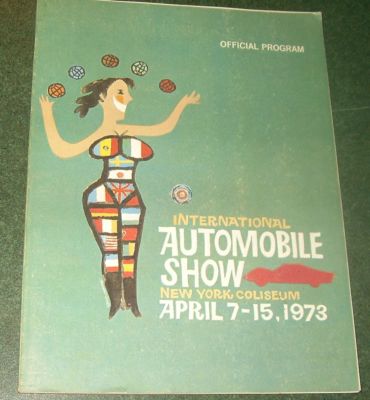 OFFICIAL PROGRAM
INTERNATIONAL
AUTOMOBILE
SHOW
NEW YORK COLISEUM
APRIL 7-15, 1973